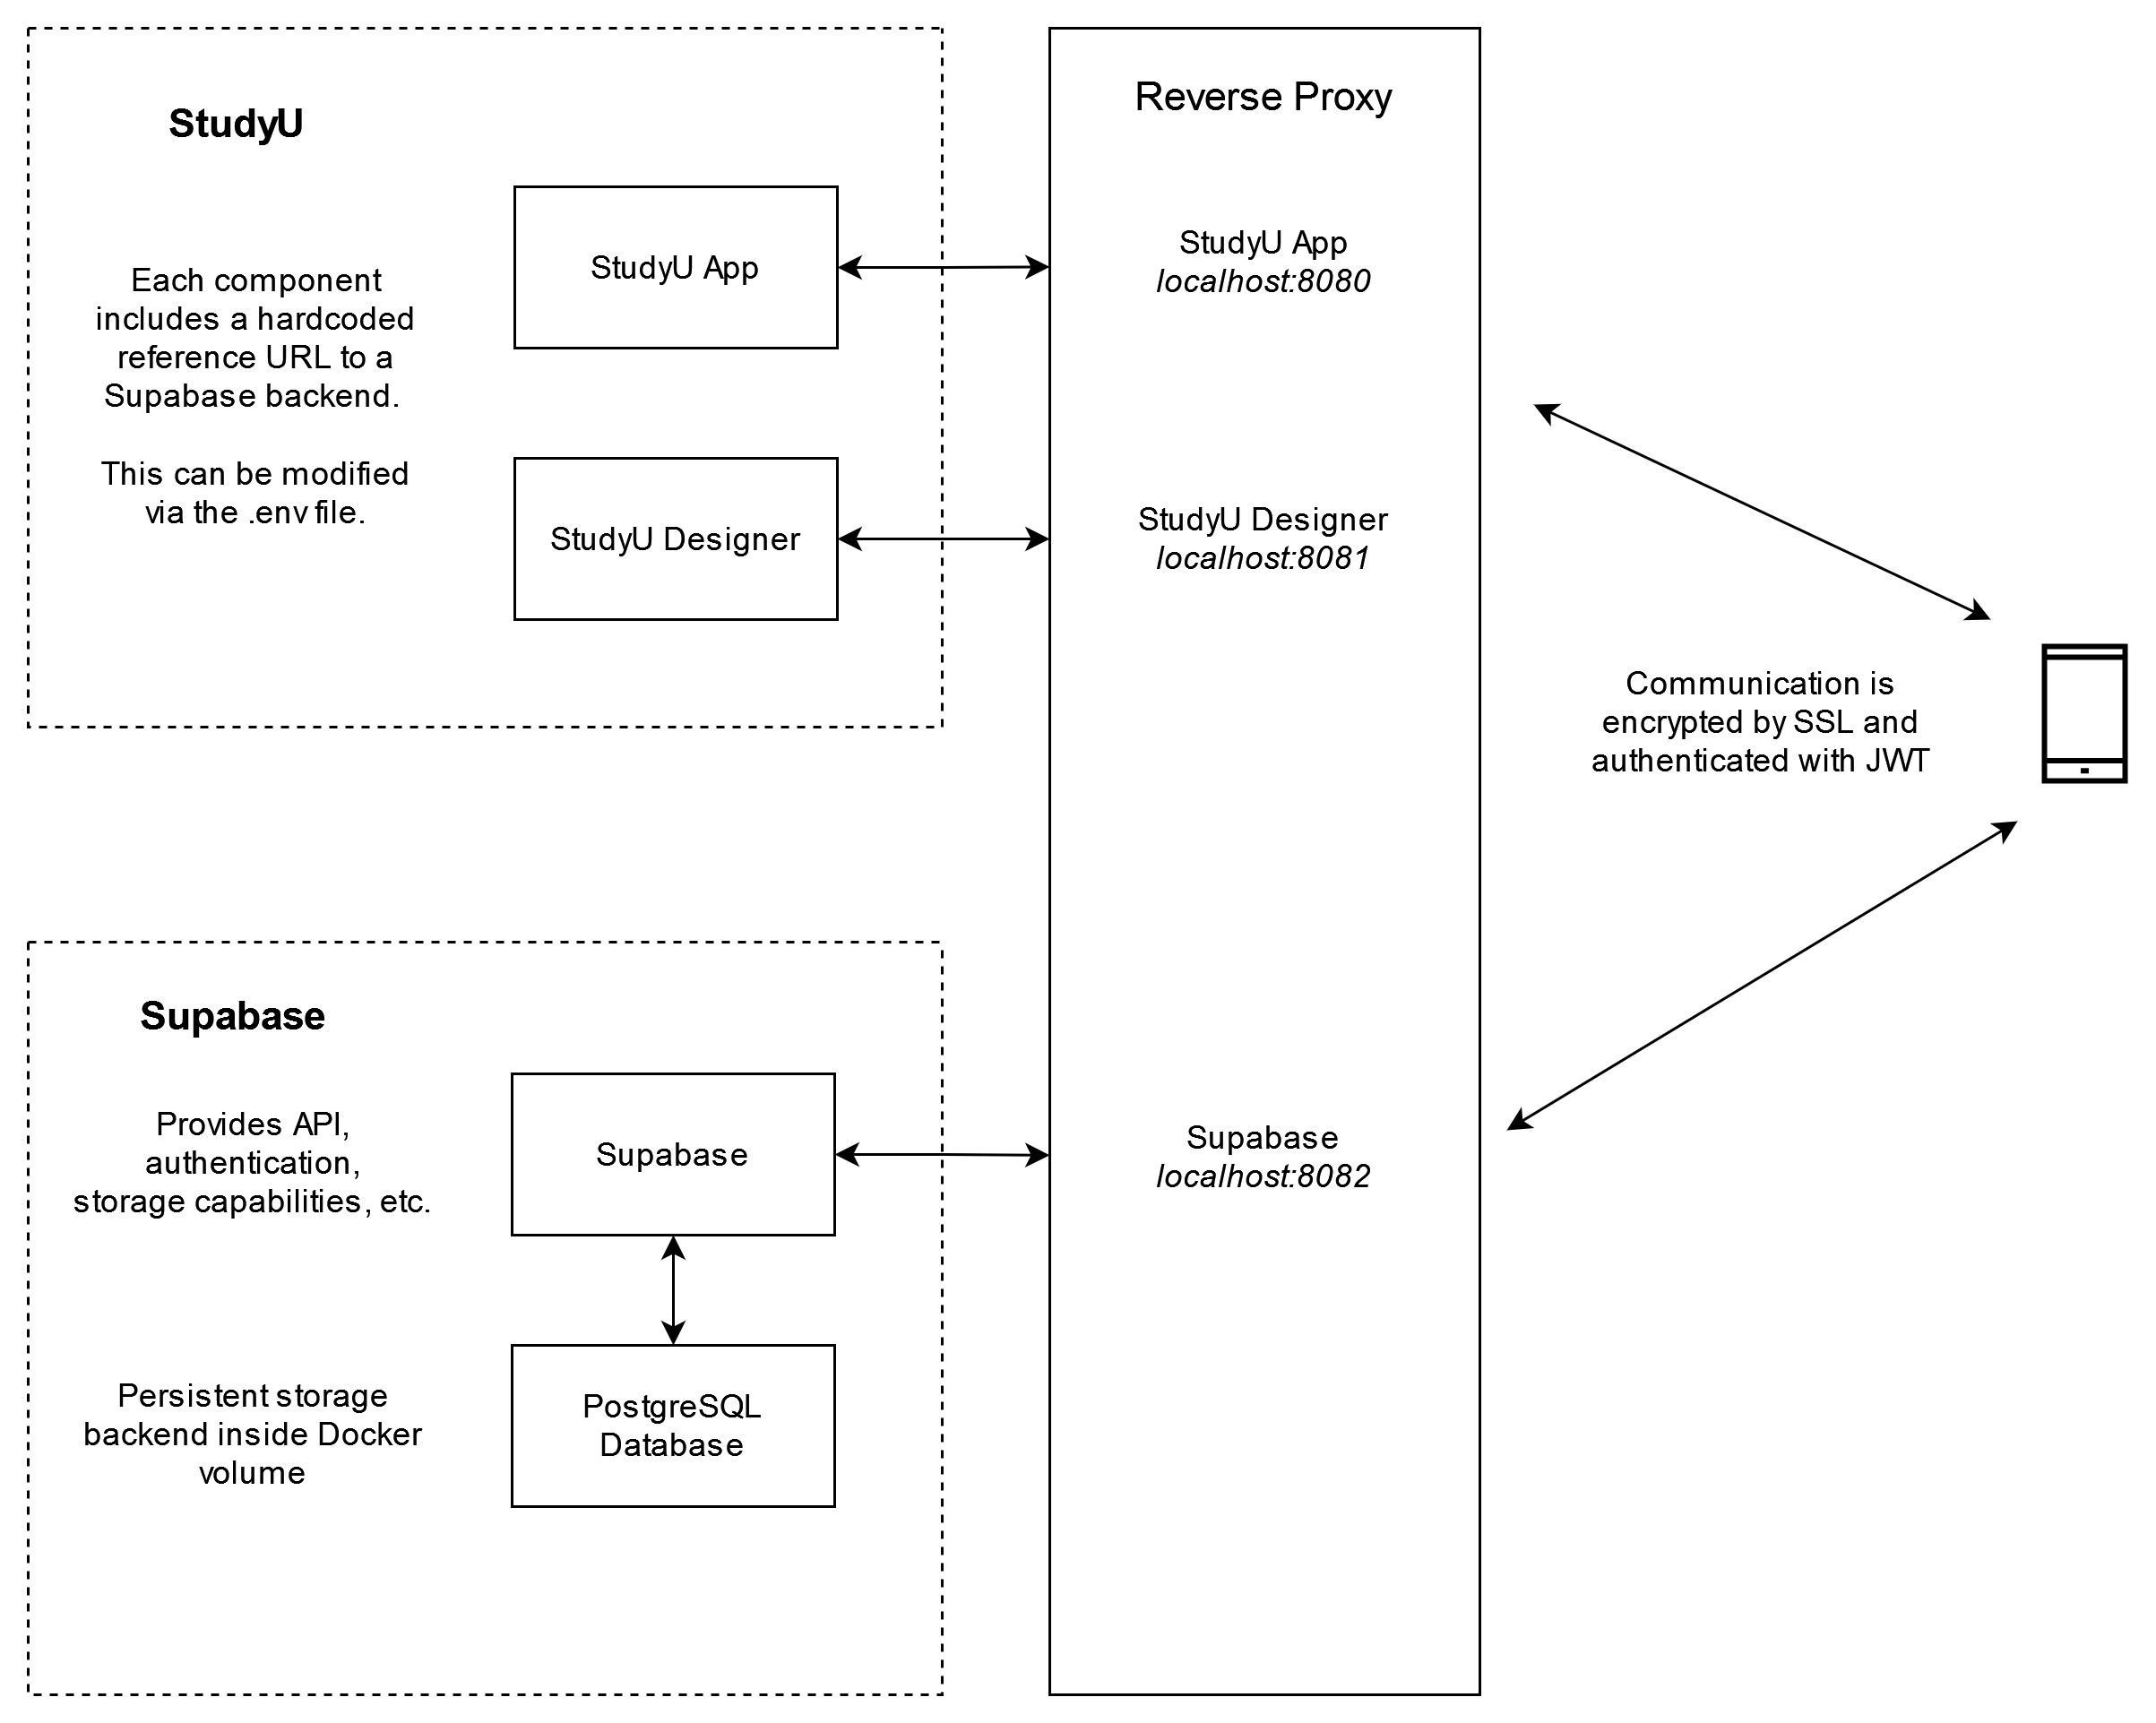 StudyU
Each component
includes a hardcoded
reference URL to a
Supabase backend.
This can be modified
via the .env file.
StudyU App
StudyU Designer
Reverse Proxy
StudyU App
localhost:8080
StudyU Designer
localhost:8081
Supabase
localhost:8082
Communication is
encrypted by SSL and
authenticated with JWT
Supabase
Provides API,
authentication,
storage capabilities, etc.
Supabase
Persistent storage
backend inside Docker
volume
PostgreSQL
Database